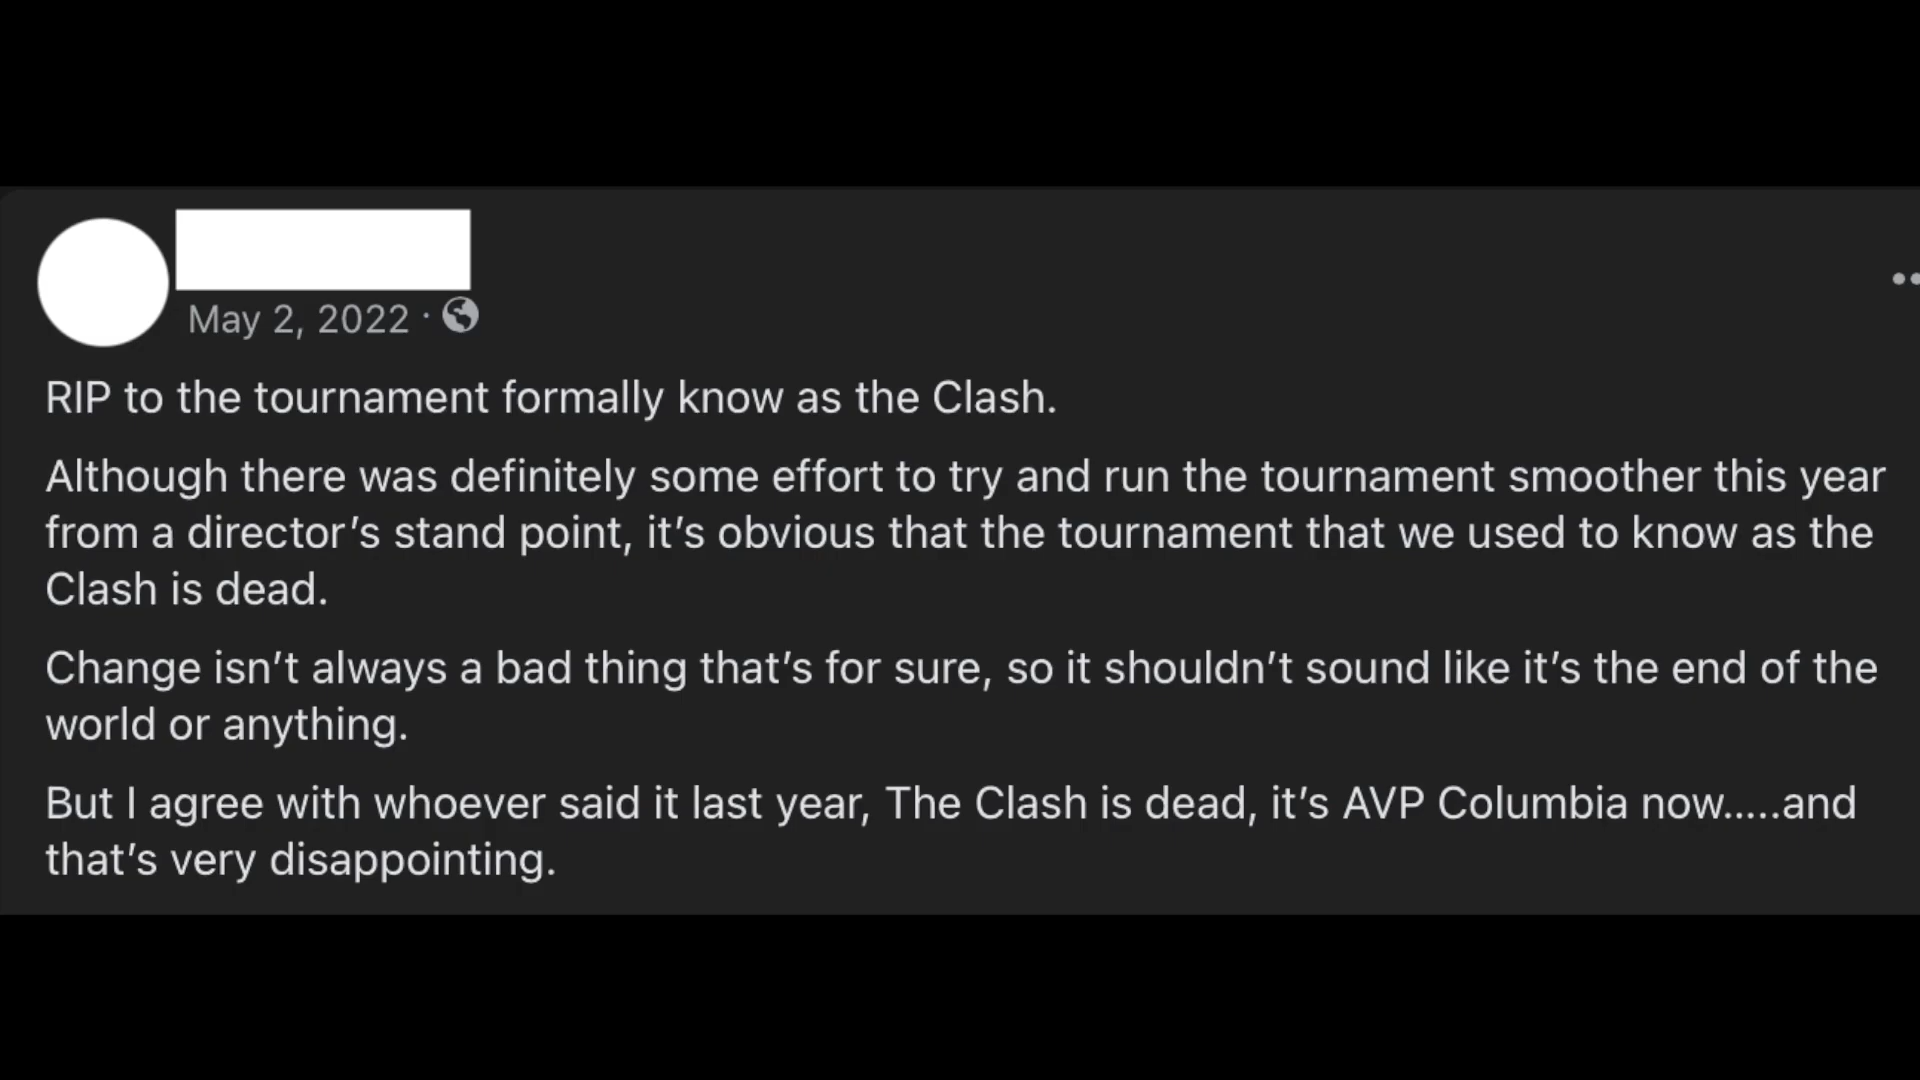 May 2, 2022 ·
RIP to the tournament formally know as the Clash.
Although there was definitely some effort to try and run the tournament smoother this year
from a director’s stand point, it’s obvious that the tournament that we used to know as the
Clash is dead.
Change isn’t always a bad thing that’s for sure, so it shouldn’t sound like it’s the end of the
world or anything.
But I agree with whoever said it last year, The Clash is dead, it’s AVP Columbia now.....and
that’s very disappointing.